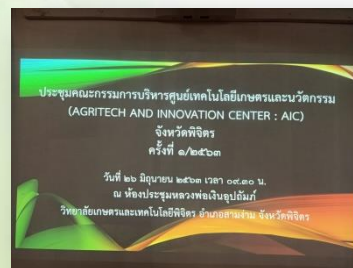 ประชุมคณะกรรมการบริหารศูนย์เทคโนโลยีเกษตรและนวัตกรรม
(AGRITECH AND INNOVATION CENTER : AIC)
จังหวัดพิจิตร
ครั้งที่ ๑/๒๕๖๓
วันที่ ๒๖ มิถุนายน ๒๕๖๓ เวลา ๐๙.๓๐ น.
ณ ห้องประชุมหลวงพ่อเงินอุปถัมภ์
วิทยาลัยเกษตรและเทคโนโลยีพิจิตร อำเภอสามง่าม จังหวัดพิจิตร